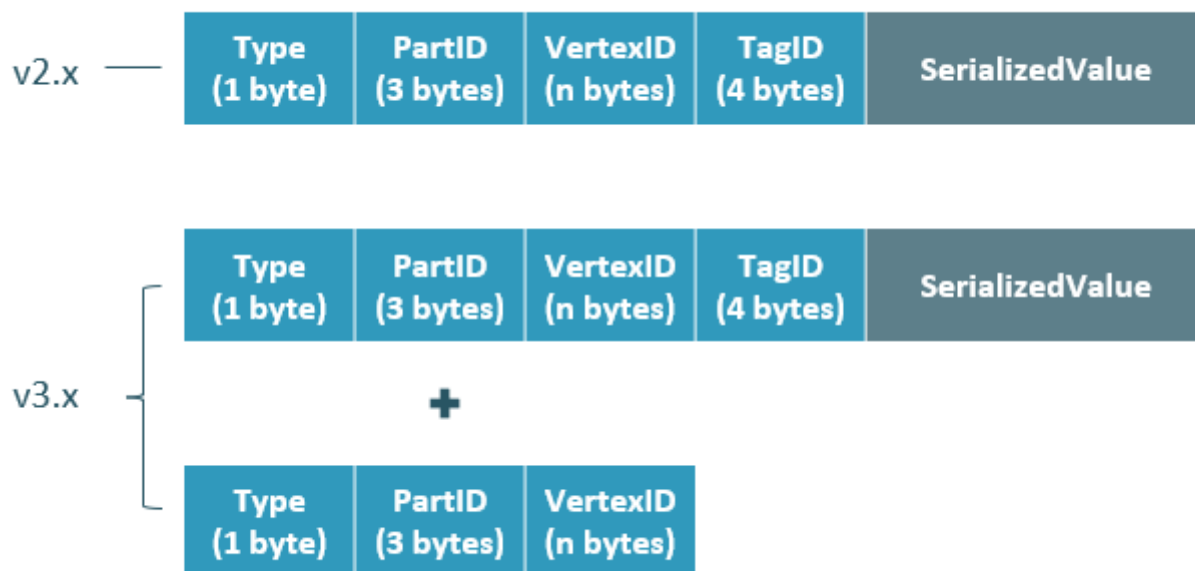 v2.x
Type
(1 byte)
PartID
(3 bytes)
VertexID
(n bytes)
TagID
(4 bytes)
SerializedValue
v3.x
Type
(1 byte)
PartID
(3 bytes)
VertexID
(n bytes)
TagID
(4 bytes)
SerializedValue
+
Type
(1 byte)
PartID
(3 bytes)
VertexID
(n bytes)